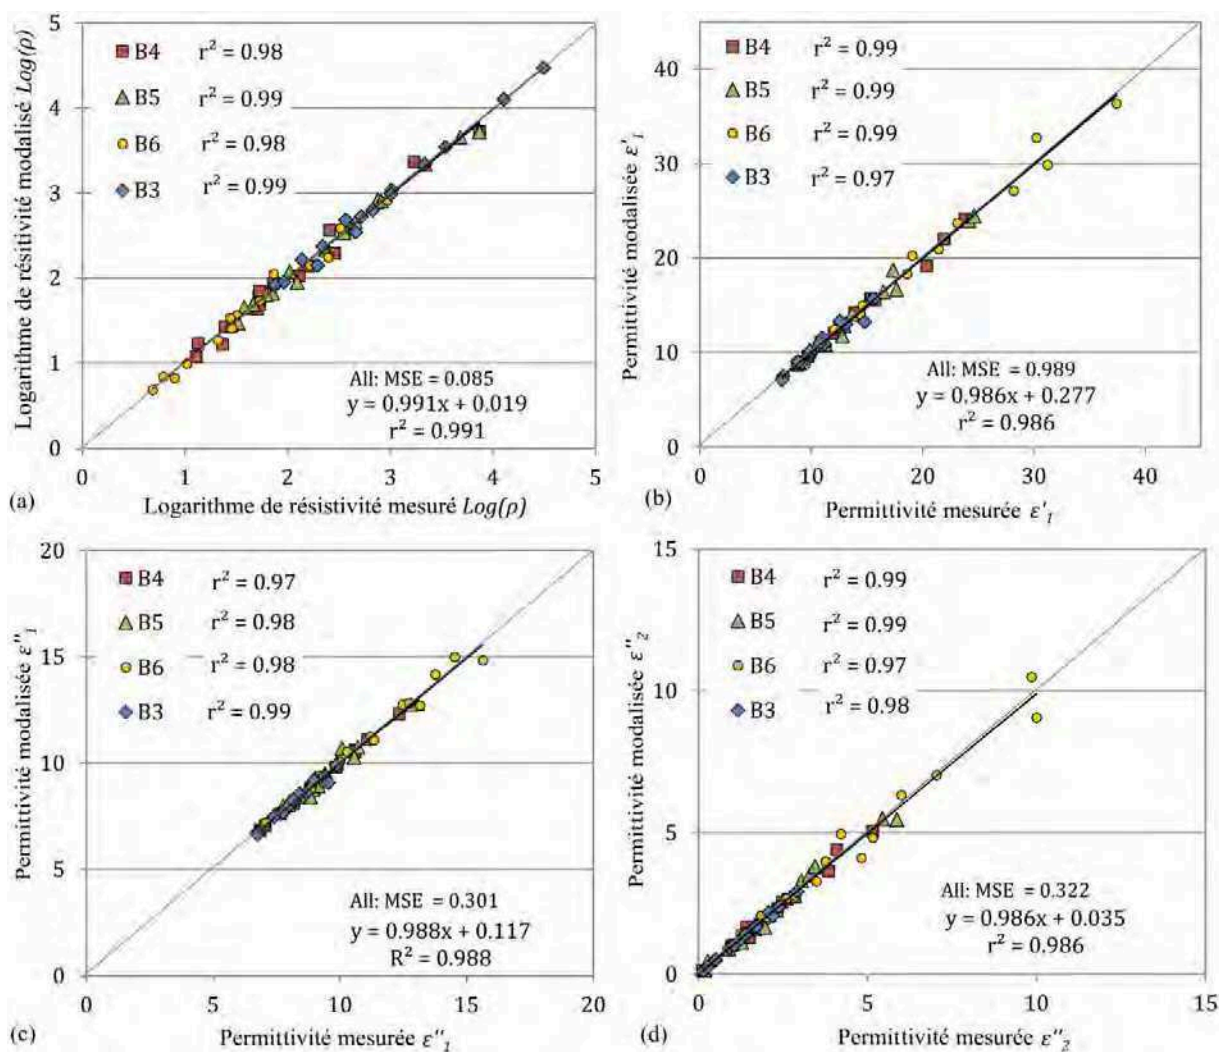 5
4
3
2
1
0
Logarithme de résitivité modalisé Log(ρ)
B4 r² = 0.98
B5 r² = 0.99
B6 r² = 0.98
B3 r² = 0.99
All: MSE = 0.085
y = 0.991x + 0.019
r² = 0.991
0 1 2 3 4 5
(a) Logarithme de résistivité mesuré Log(ρ)
40
30
20
10
0
Permittivité modalisée ε'₁
B4 r² = 0.99
B5 r² = 0.99
B6 r² = 0.99
B3 r² = 0.97
All: MSE = 0.989
y = 0.986x + 0.277
r² = 0.986
0 10 20 30 40
(b) Permittivité mesurée ε'₁
20
15
10
5
0
Permittivité modalisée ε''₁
B4 r² = 0.97
B5 r² = 0.98
B6 r² = 0.98
B3 r² = 0.99
All: MSE = 0.301
y = 0.988x + 0.117
R² = 0.988
0 5 10 15 20
(c) Permittivité mesurée ε''₁
15
10
5
0
Permittivité modalisée ε''₂
B4 r² = 0.99
B5 r² = 0.99
B6 r² = 0.97
B3 r² = 0.98
All: MSE = 0.322
y = 0.986x + 0.035
r² = 0.986
0 5 10 15
(d) Permittivité mesurée ε''₂